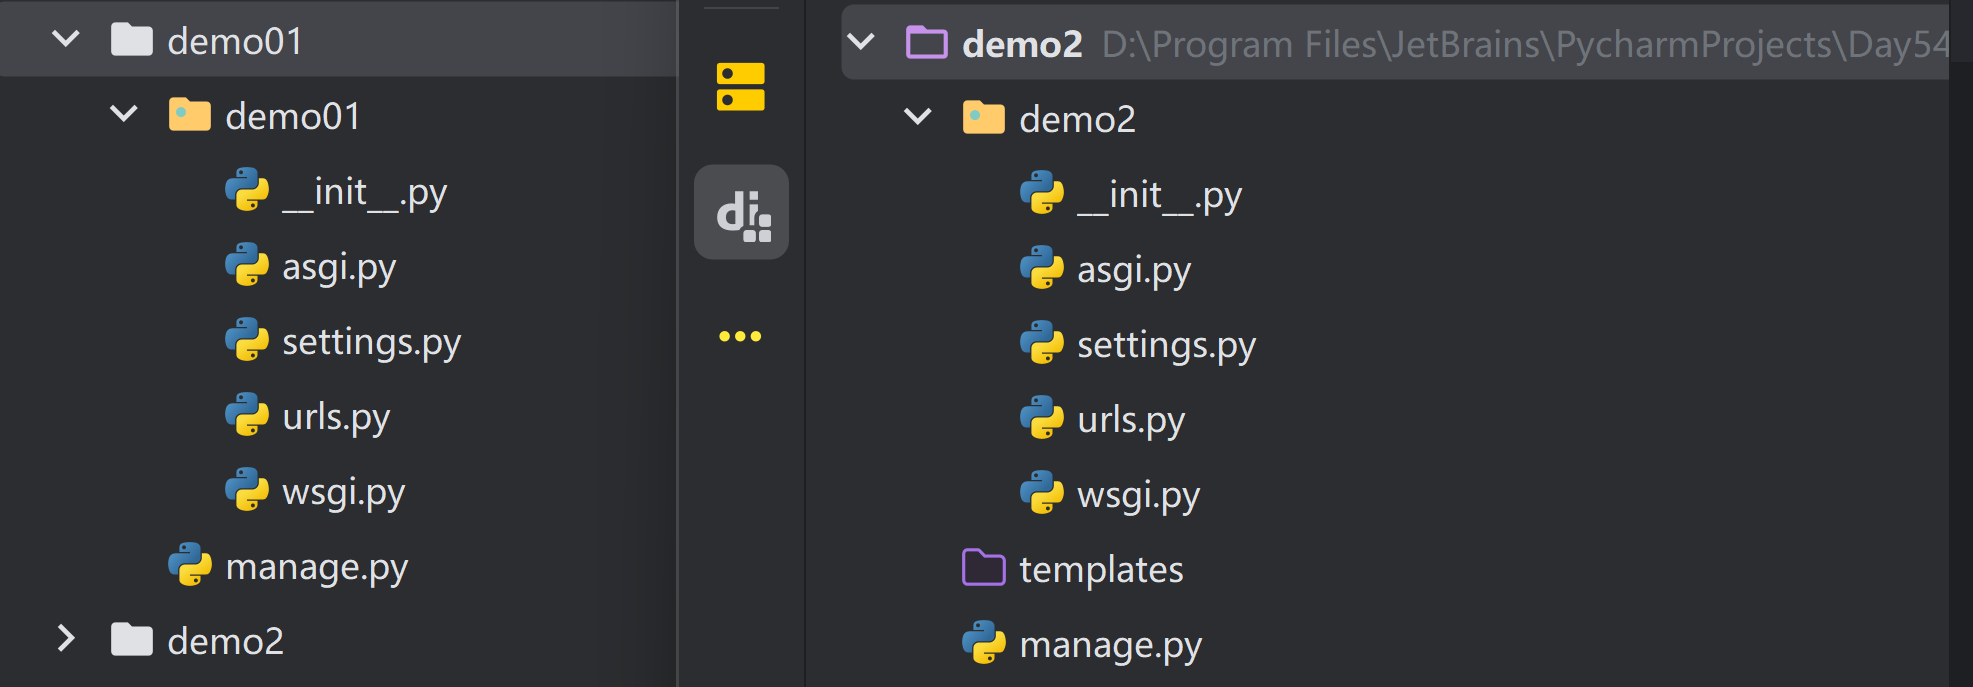 demo01
demo01
__init__.py
asgi.py
settings.py
urls.py
wsgi.py
manage.py
demo2
dj
demo2 D:\Program Files\JetBrains\PycharmProjects\Day54
demo2
__init__.py
asgi.py
settings.py
urls.py
wsgi.py
templates
manage.py